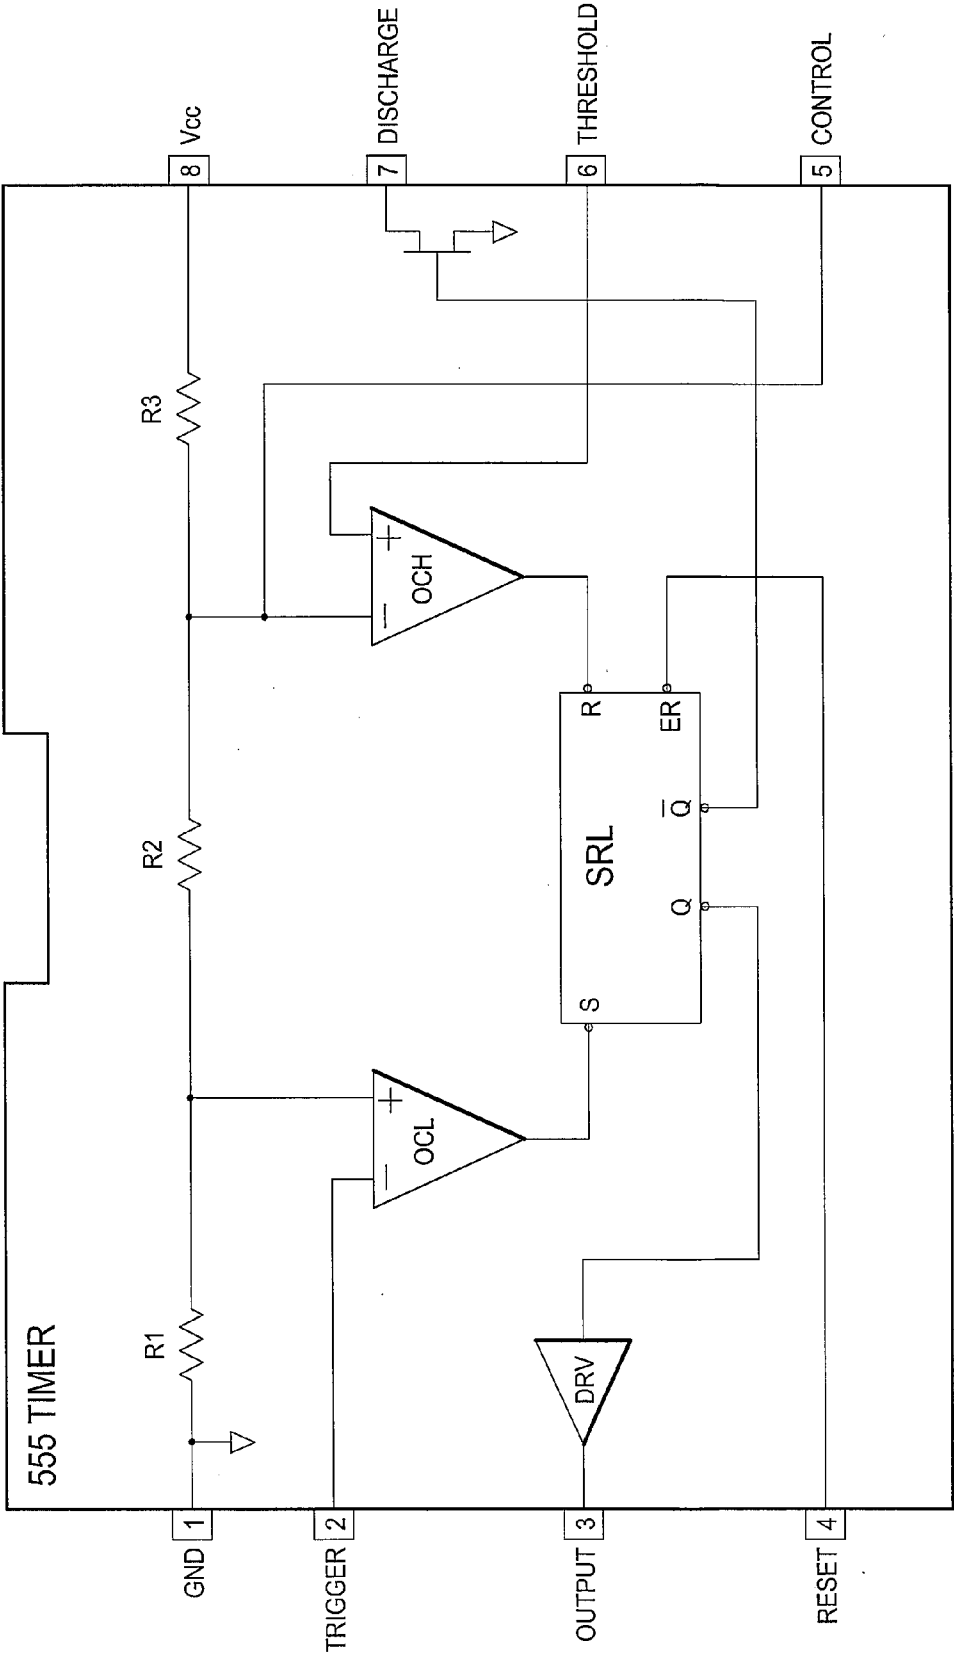 555 TIMER
GND 1
TRIGGER 2
OUTPUT 3
RESET 4
8 Vcc
7 DISCHARGE
6 THRESHOLD
5 CONTROL
R1
R2
R3
− +
OCL
− +
OCH
S
R
ER
SRL
Q
Q̅
DRV